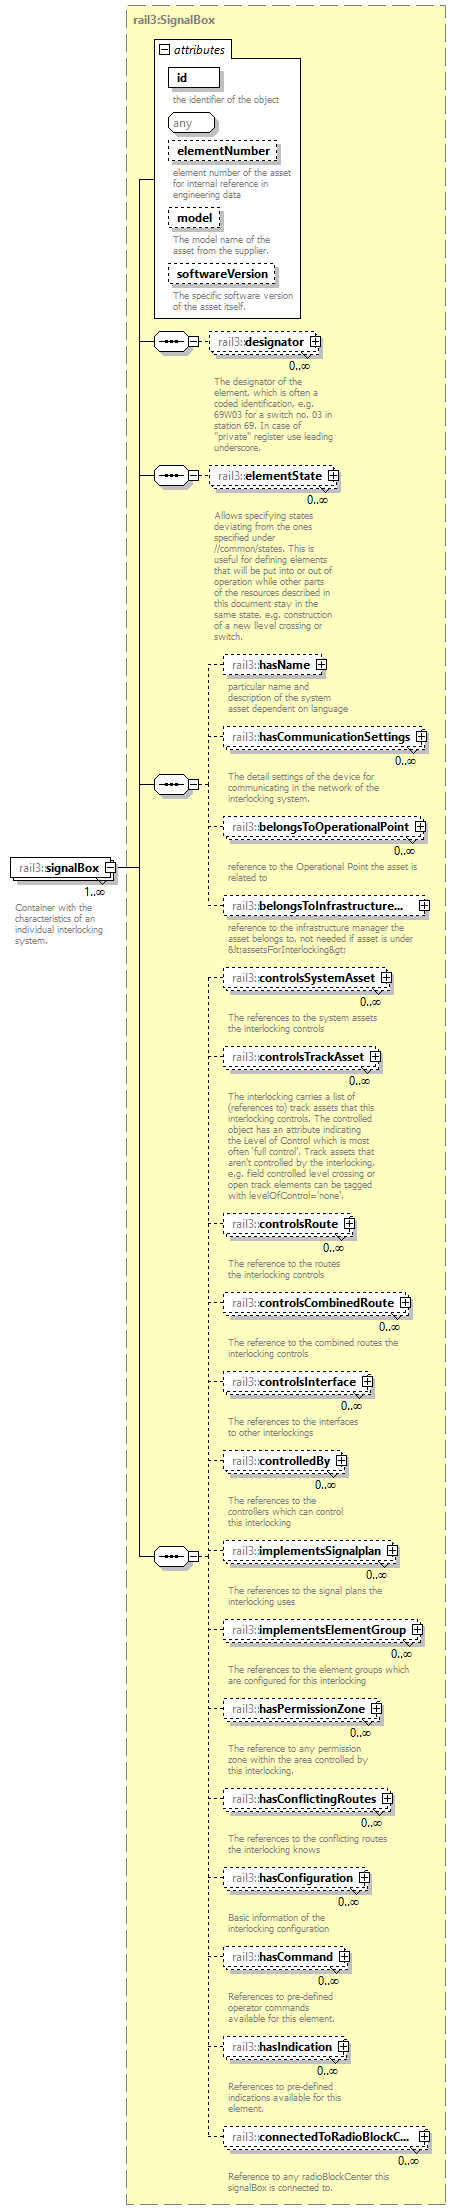 rail3:SignalBox
attributes
id
the identifier of the object
any
elementNumber
element number of the asset
for internal reference in
engineering data
model
The model name of the
asset from the supplier.
softwareVersion
The specific software version
of the asset itself.
rail3::designator
0..∞
The designator of the
element, which is often a
coded identification, e.g.
69W03 for a switch no. 03 in
station 69. In case of
"private" register use leading
underscore.
rail3::elementState
0..∞
Allows specifying states
deviating from the ones
specified under
//common/states. This is
useful for defining elements
that will be put into or out of
operation while other parts
of the resources described in
this document stay in the
same state, e.g. construction
of a new llevel crossing or
switch.
rail3::hasName
particular name and
description of the system
asset dependent on language
rail3::hasCommunicationSettings
0..∞
The detail settings of the device for
communicating in the network of the
interlocking system.
rail3::belongsToOperationalPoint
0..∞
reference to the Operational Point the asset is
related to
rail3::belongsToInfrastructure...
reference to the infrastructure manager the
asset belongs to, not needed if asset is under
&lt;assetsForInterlocking&gt;
rail3::signalBox
1..∞
Container with the
characteristics of an
individual interlocking
system.
rail3::controlsSystemAsset
0..∞
The references to the system assets
the interlocking controls
rail3::controlsTrackAsset
0..∞
The interlocking carries a list of
(references to) track assets that this
interlocking controls. The controlled
object has an attribute indicating
the Level of Control which is most
often 'full control'. Track assets that
aren't controlled by the interlocking,
e.g. field controlled level crossing or
open track elements can be tagged
with levelOfControl='none'.
rail3::controlsRoute
0..∞
The reference to the routes
the interlocking controls
rail3::controlsCombinedRoute
0..∞
The reference to the combined routes the
interlocking controls
rail3::controlsInterface
0..∞
The references to the interfaces
to other interlockings
rail3::controlledBy
0..∞
The references to the
controllers which can control
this interlocking
rail3::implementsSignalplan
0..∞
The references to the signal plans the
interlocking uses
rail3::implementsElementGroup
0..∞
The references to the element groups which
are configured for this interlocking
rail3::hasPermissionZone
0..∞
The reference to any permission
zone within the area controlled by
this interlocking.
rail3::hasConflictingRoutes
0..∞
The references to the conflicting routes
the interlocking knows
rail3::hasConfiguration
0..∞
Basic information of the
interlocking configuration
rail3::hasCommand
0..∞
References to pre-defined
operator commands
available for this element.
rail3::hasIndication
0..∞
References to pre-defined
indications available for this
element.
rail3::connectedToRadioBlockC...
0..∞
Reference to any radioBlockCenter this
signalBox is connected to.